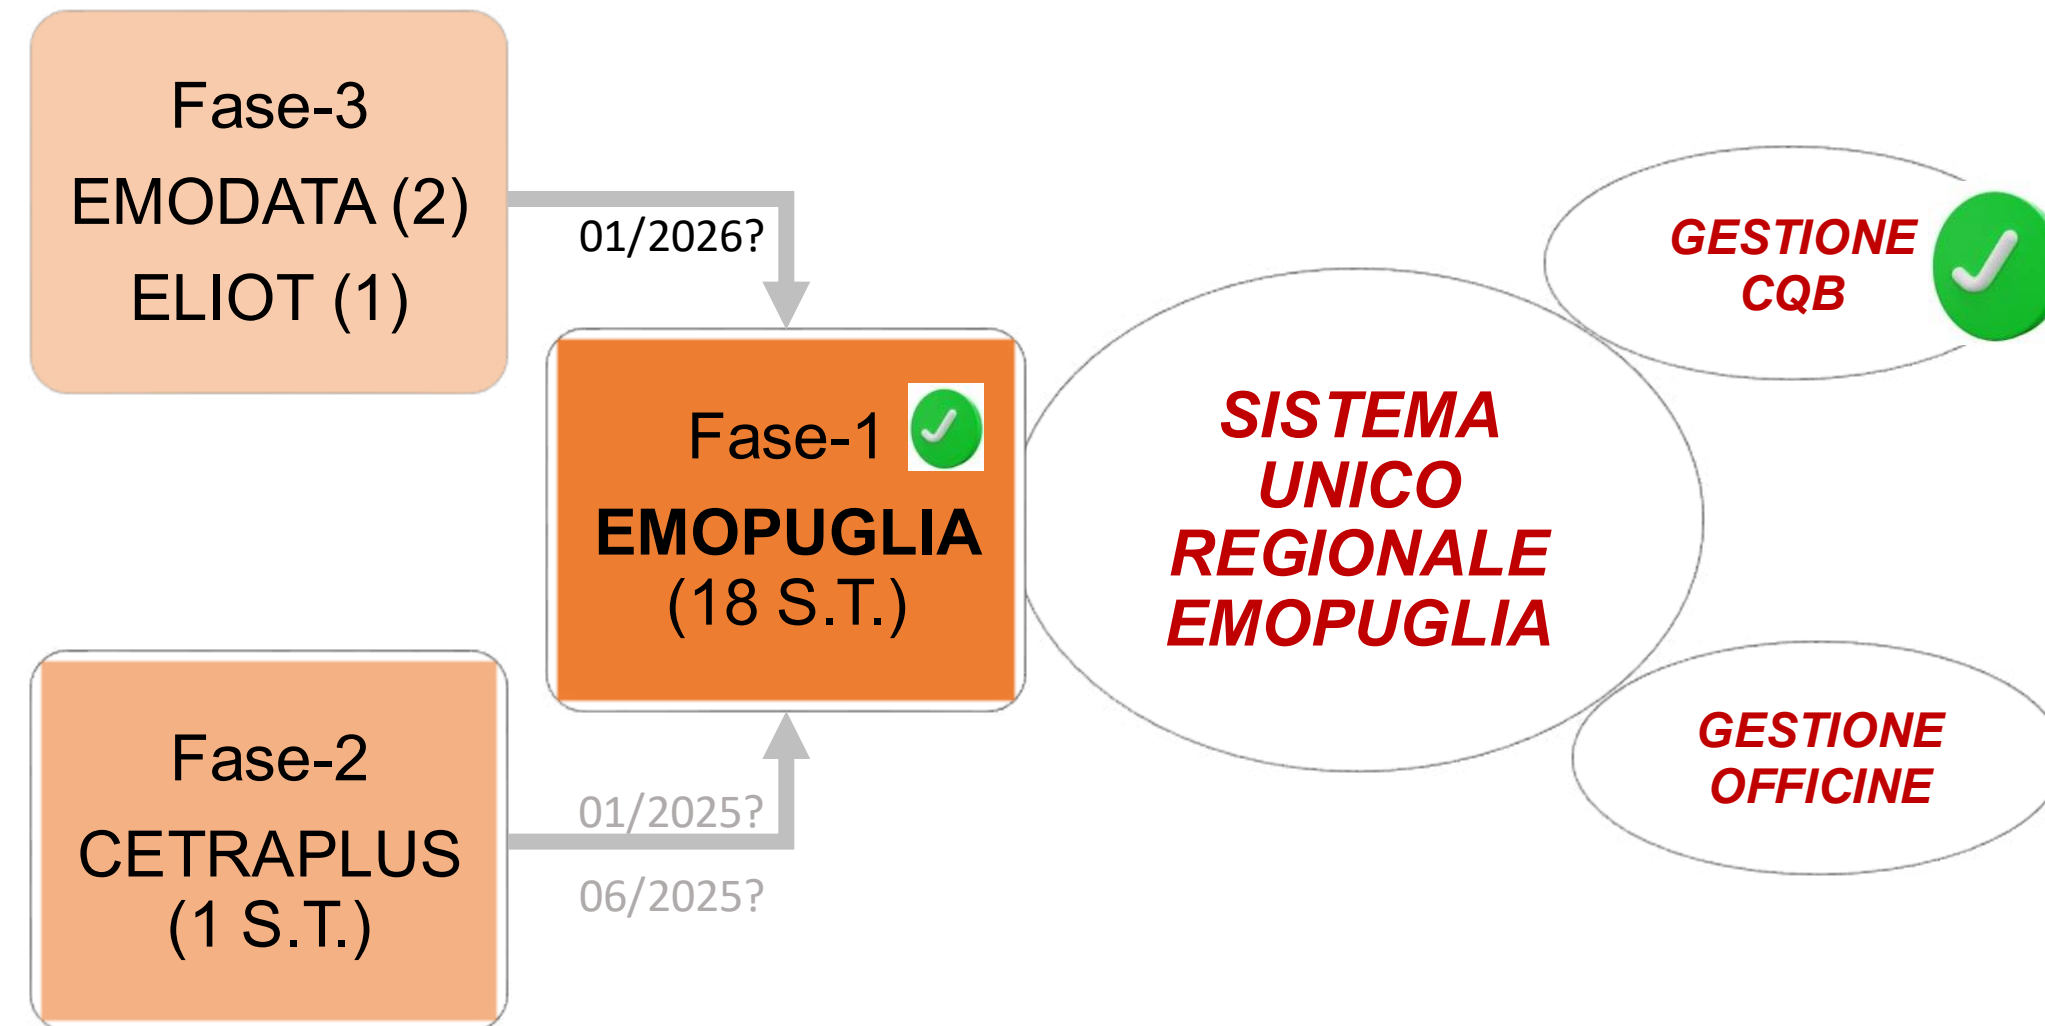 Fase-3
EMODATA (2)
ELIOT (1)
01/2026?
Fase-1
EMOPUGLIA
(18 S.T.)
Fase-2
CETRAPLUS
(1 S.T.)
01/2025?
06/2025?
SISTEMA
UNICO
REGIONALE
EMOPUGLIA
GESTIONE
CQB
GESTIONE
OFFICINE